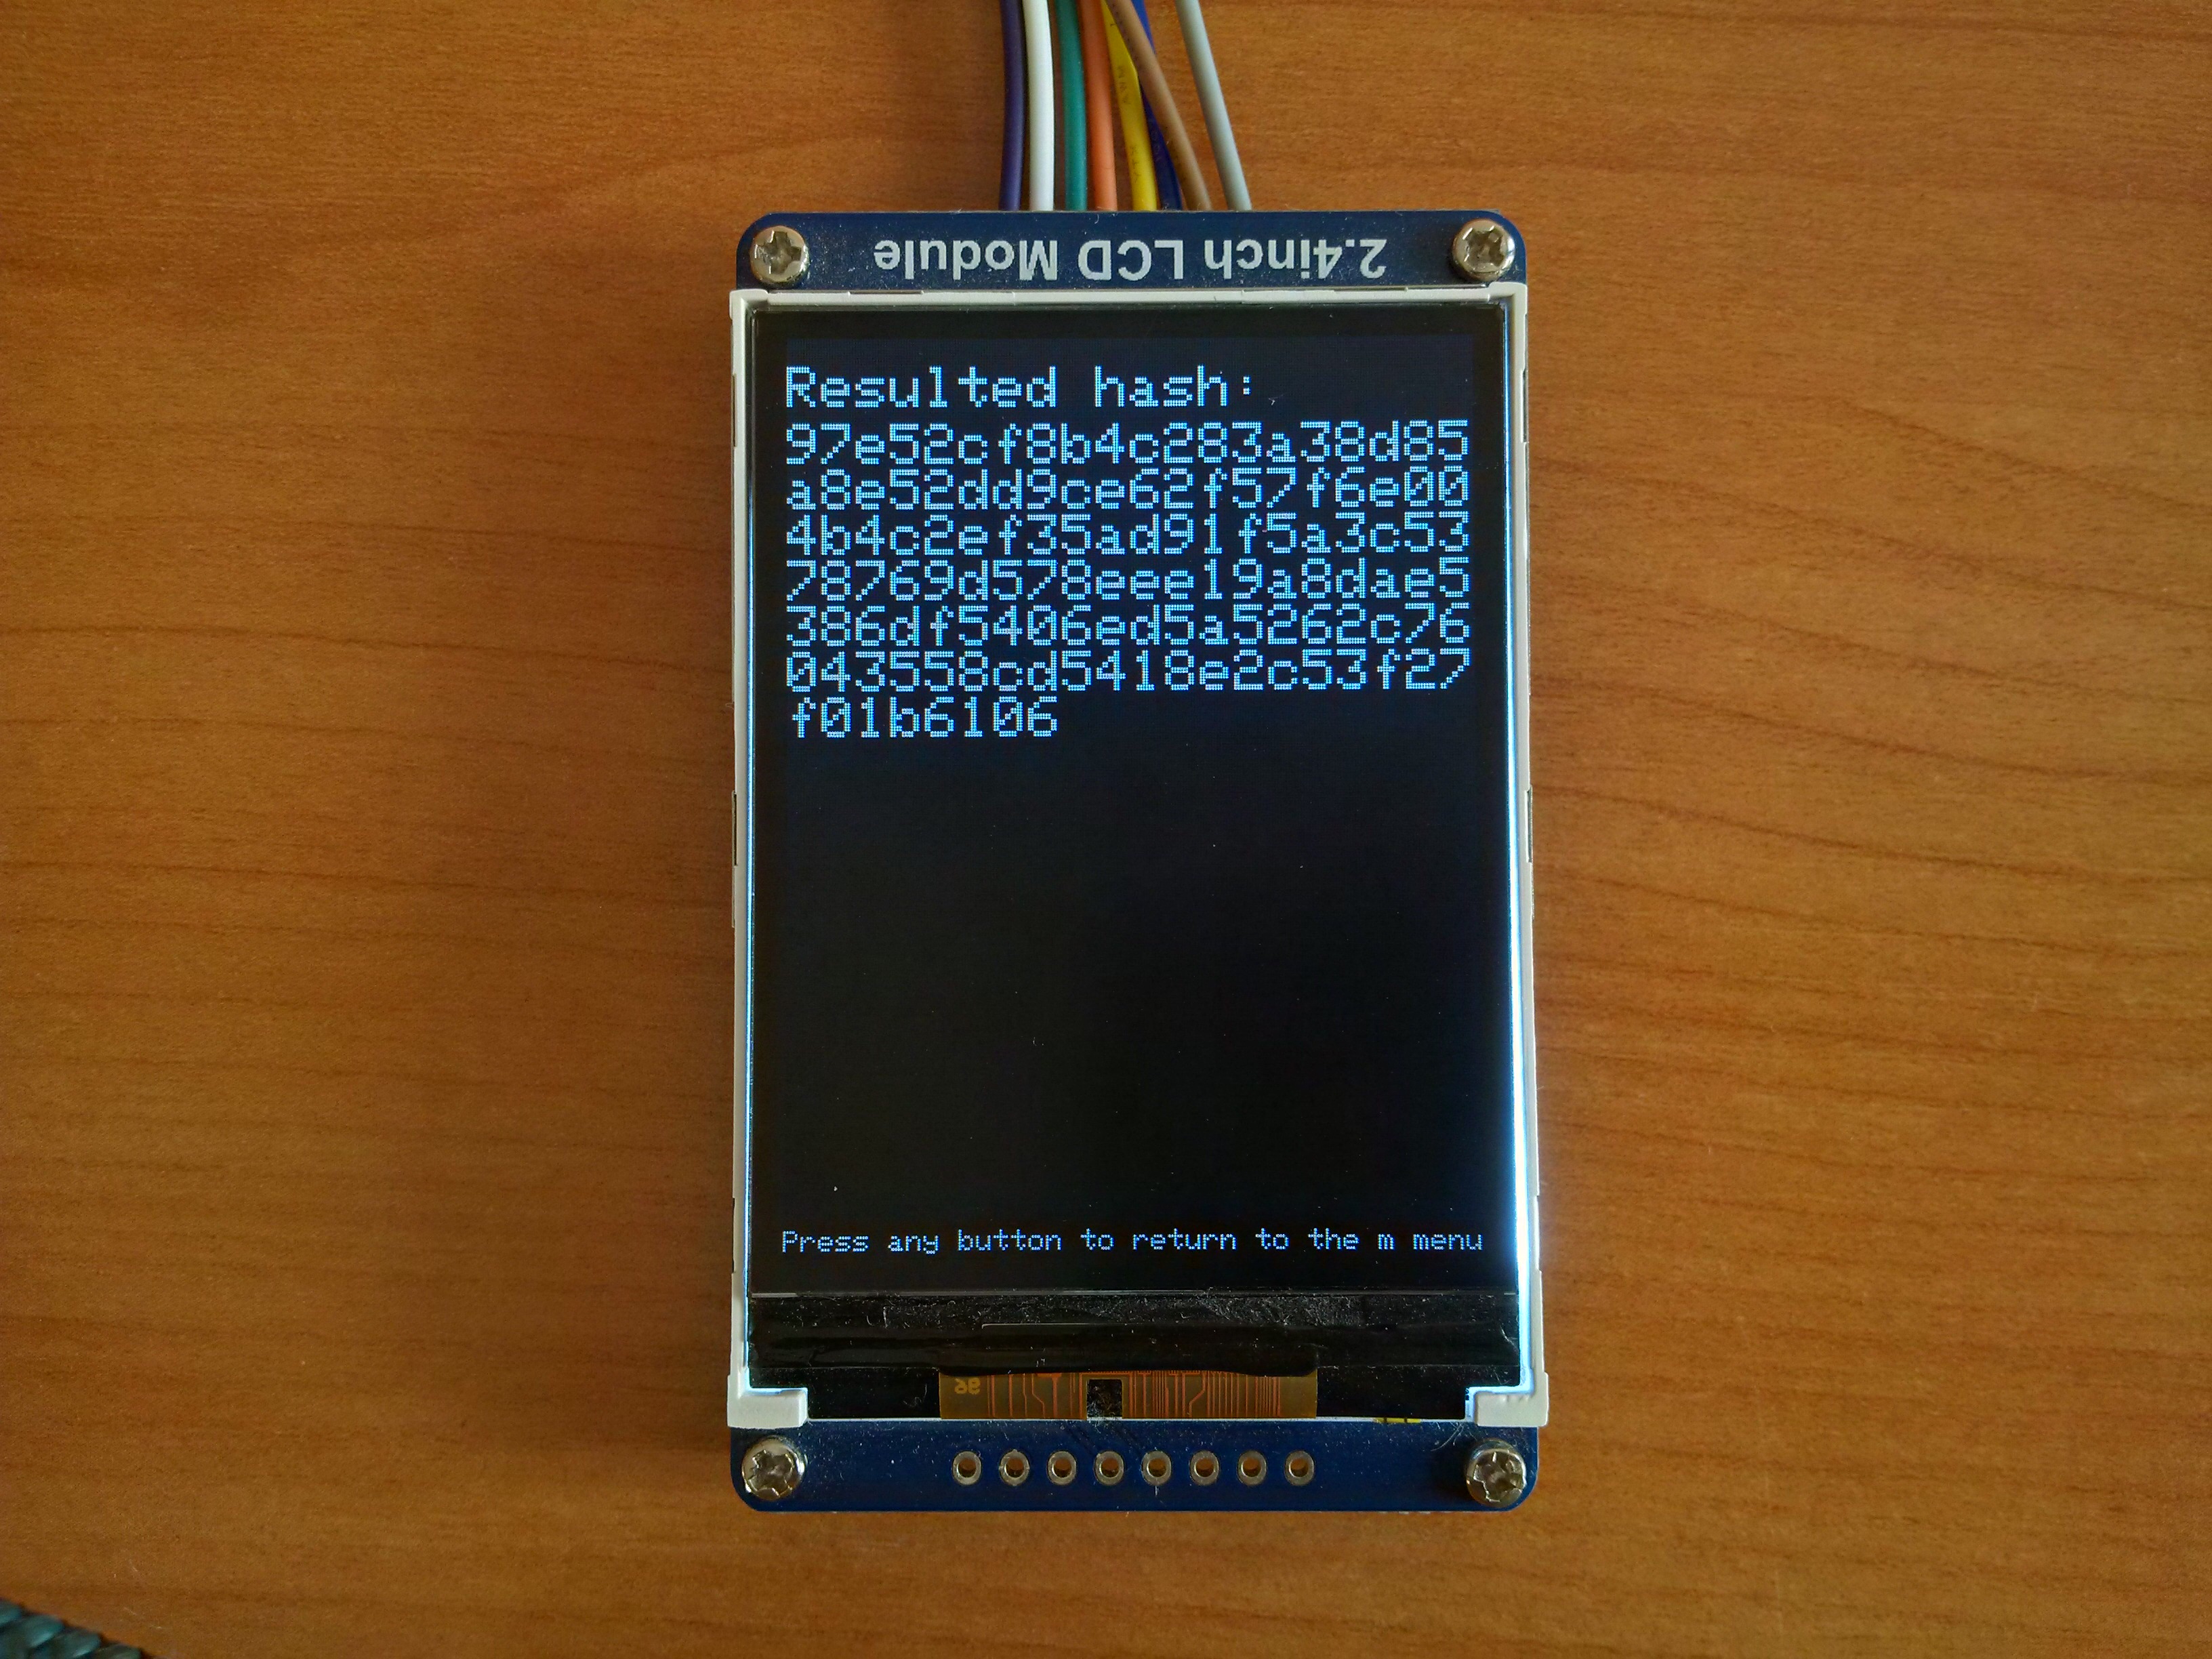 2.4inch LCD Module
Resulted hash:
97e52cf8b4c283a38d85
a8e52dd9ce62f57f6e00
4b4c2ef35ad91f5a3c53
78769d578eee19a8dae5
386df5406ed5a5262c76
043558cd5418e2c53f27
f01b6106
Press any button to return to the m menu